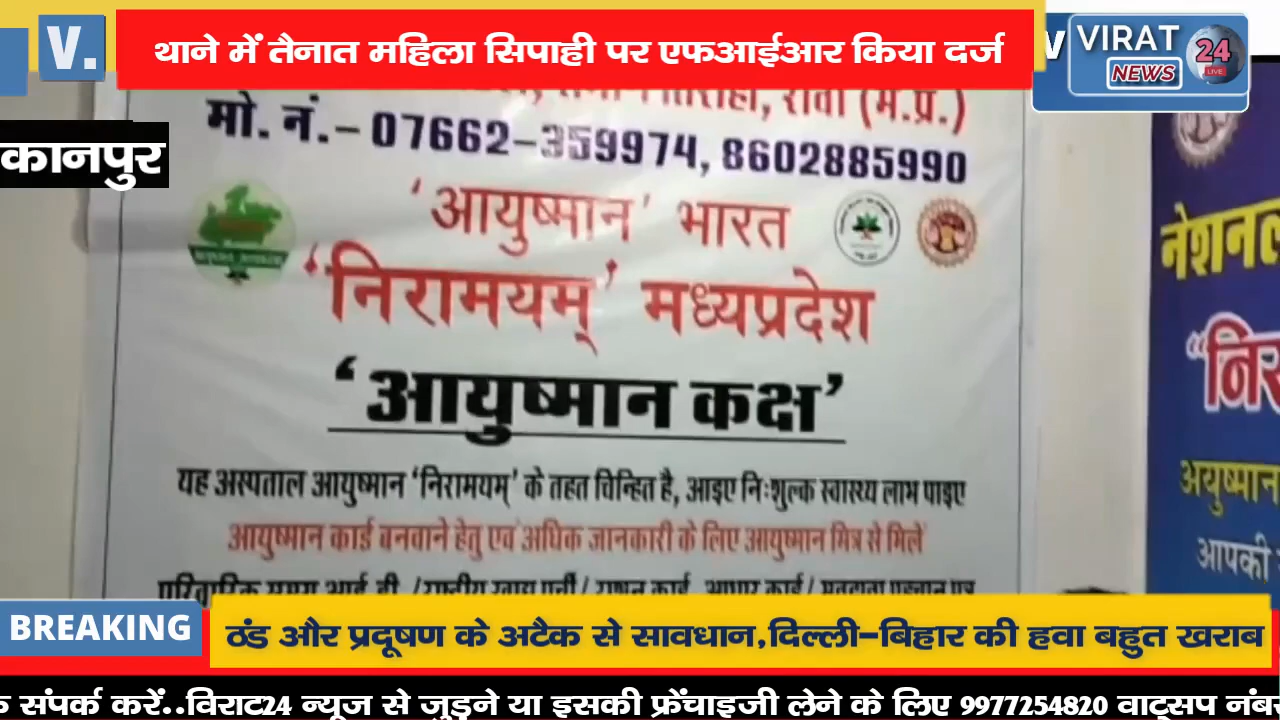 V.
थाने में तैनात महिला सिपाही पर एफआईआर किया दर्ज
VIRAT
24
LIVE
NEWS
कानपुर
रीवा (म.प्र.)
मो. नं.– 07662–359974, 8602885990
‘आयुष्मान’ भारत
‘निरामयम्’ मध्यप्रदेश
‘आयुष्मान कक्ष’
यह अस्पताल आयुष्मान ‘निरामयम्’ के तहत चिन्हित है, आइए निःशुल्क स्वास्थ्य लाभ पाइए
आयुष्मान कार्ड बनवाने हेतु एवं अधिक जानकारी के लिए आयुष्मान मित्र से मिलें
नेशनल
अयुष्मान
आपकी
BREAKING
ठंड और प्रदूषण के अटैक से सावधान,दिल्ली–बिहार की हवा बहुत खराब
संपर्क करें..विराट24 न्यूज से जुड़ने या इसकी फ्रेंचाइजी लेने के लिए 9977254820 वाट्सप